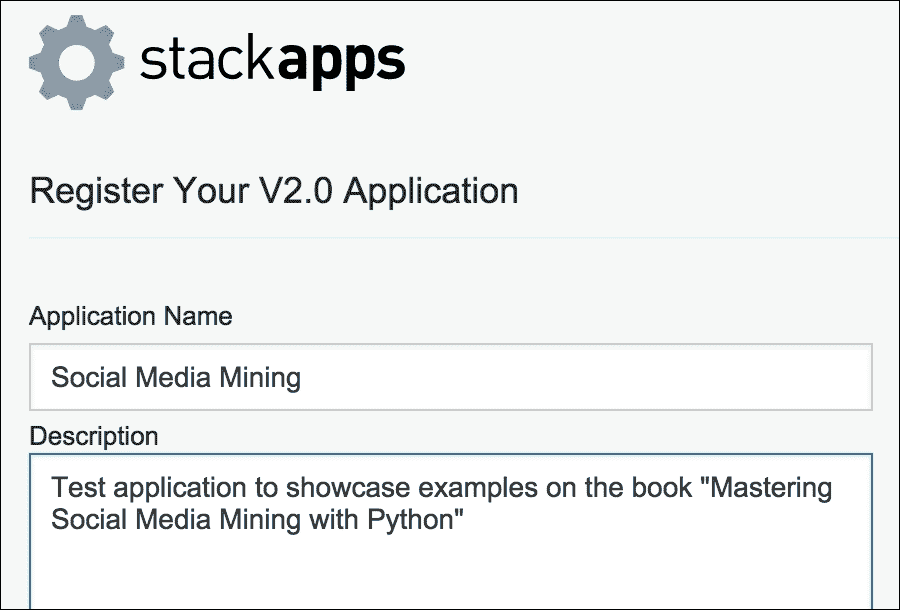 stackapps
Register Your V2.0 Application
Application Name
Social Media Mining
Description
Test application to showcase examples on the book "Mastering
Social Media Mining with Python"